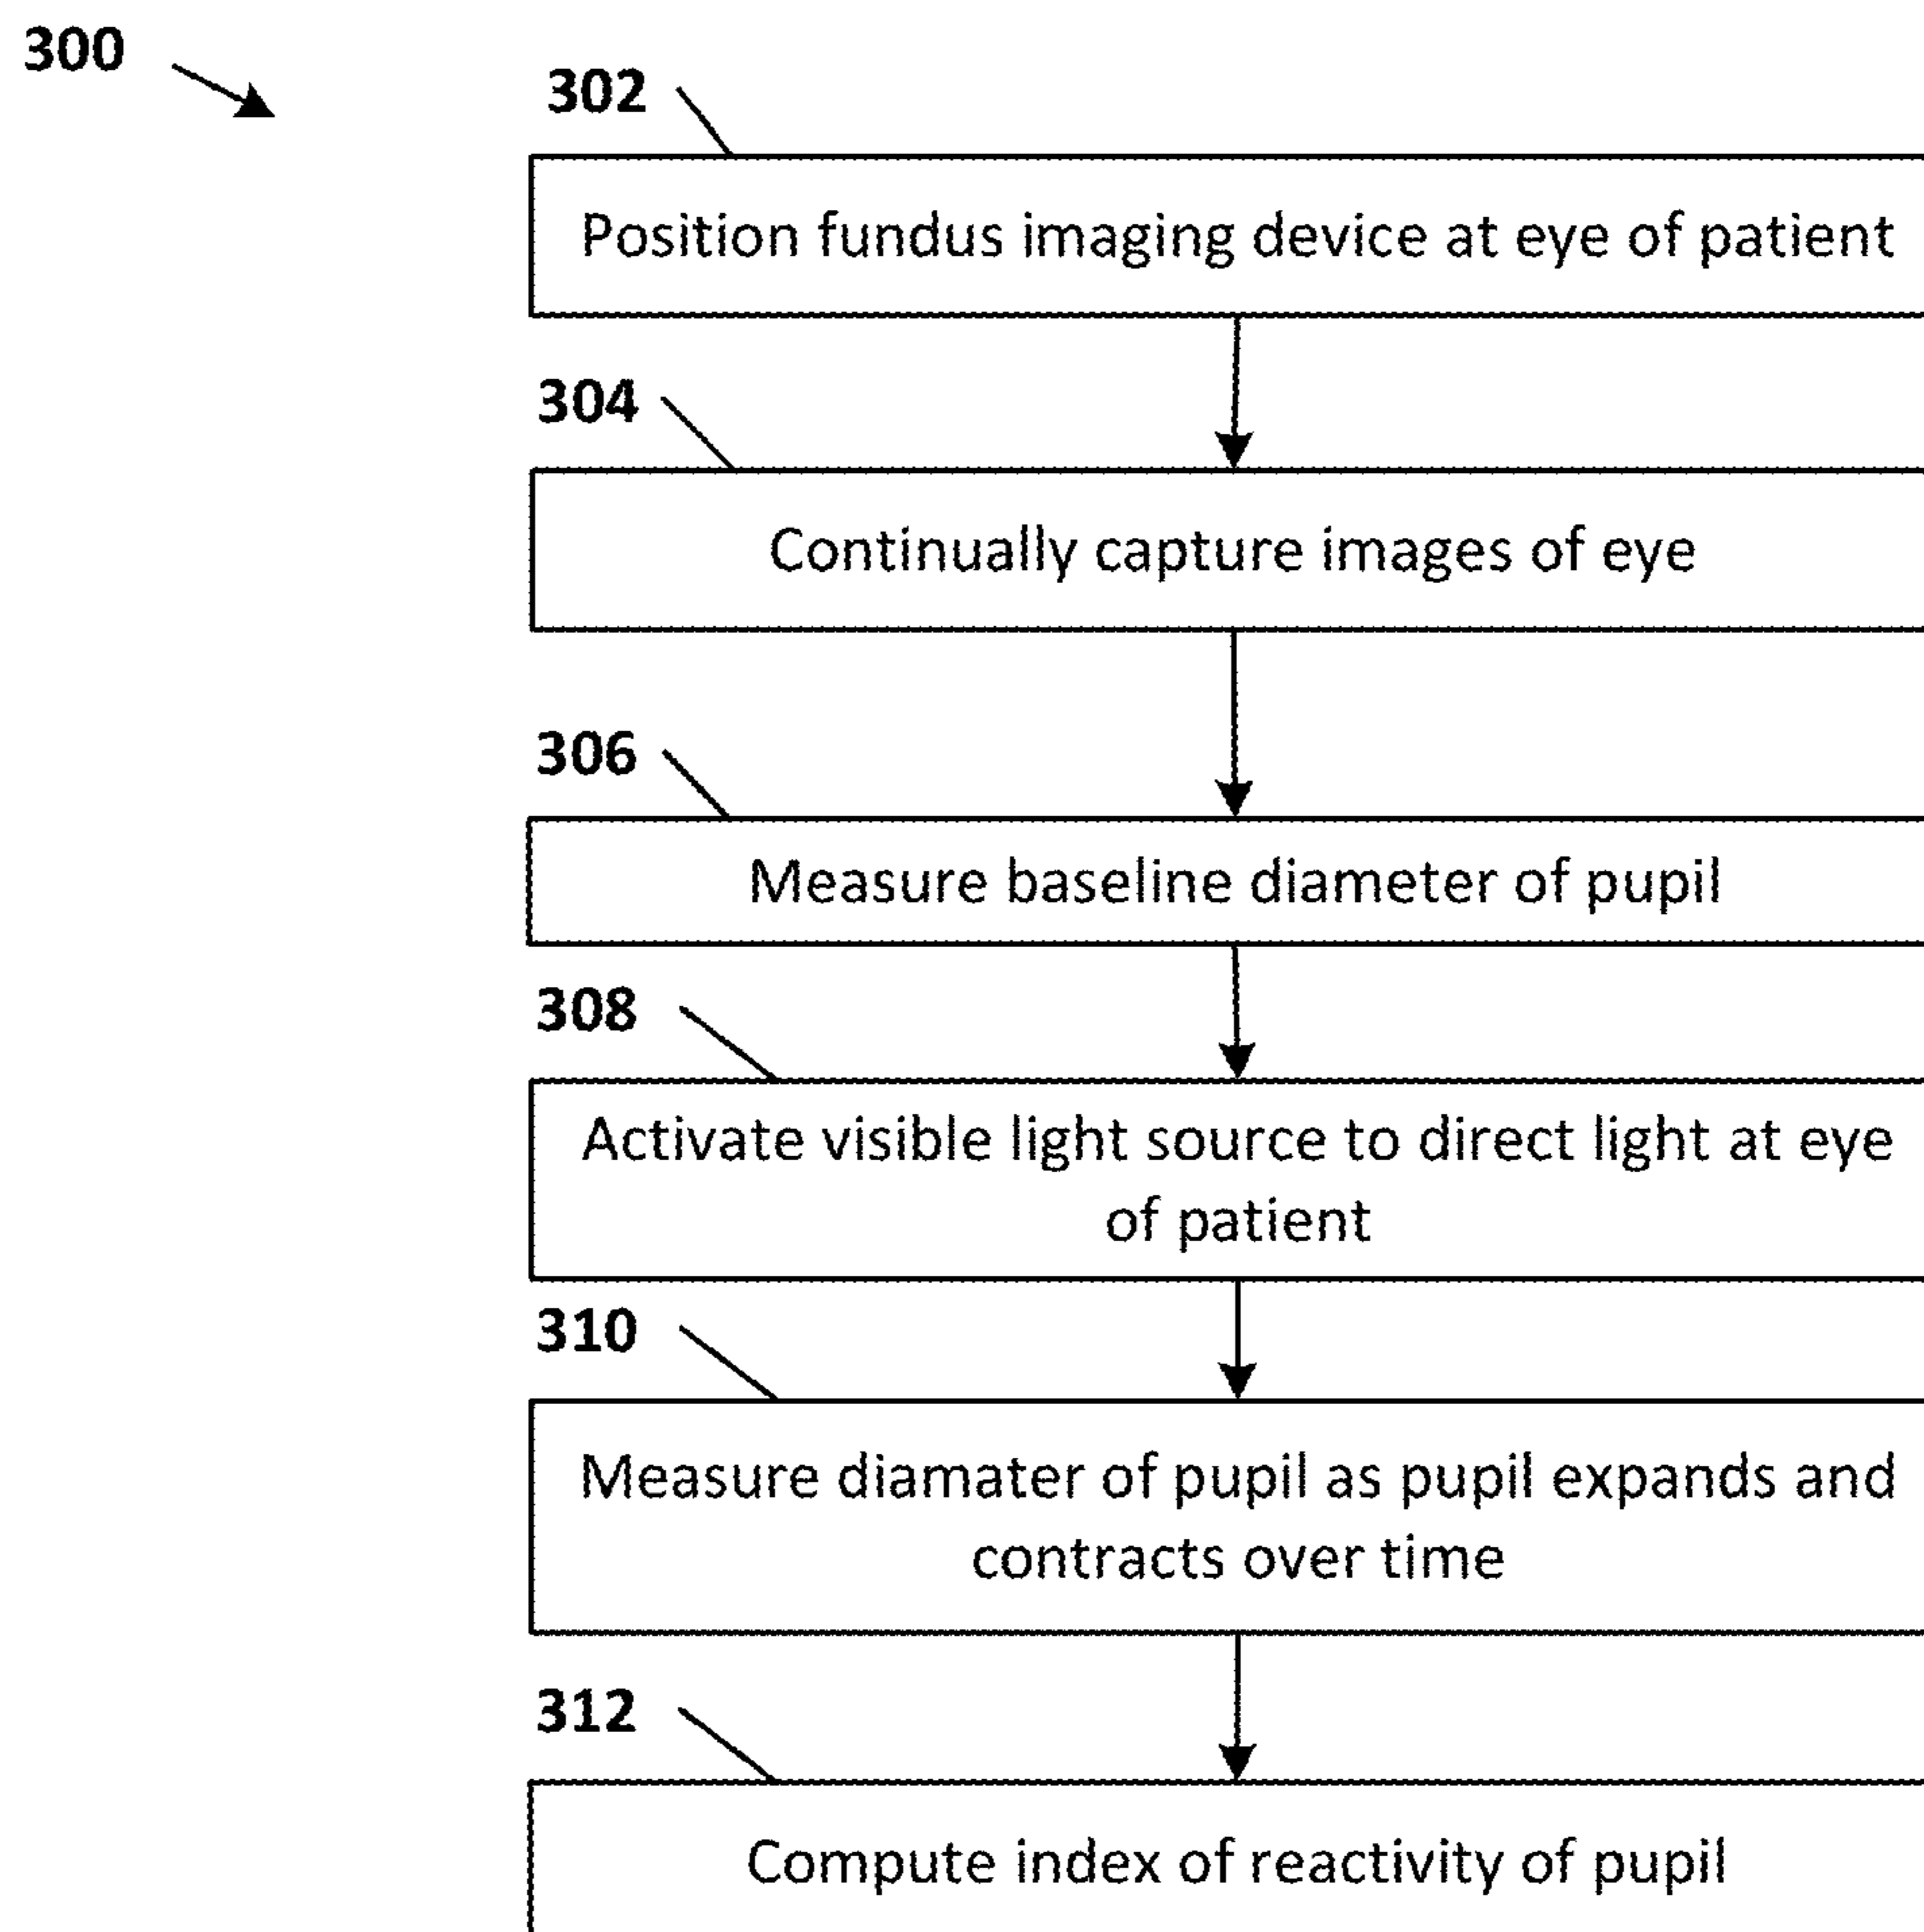 300
302
Position fundus imaging device at eye of patient
304
Continually capture images of eye
306
Measure baseline diameter of pupil
308
Activate visible light source to direct light at eye
of patient
310
Measure diamater of pupil as pupil expands and
contracts over time
312
Compute index of reactivity of pupil